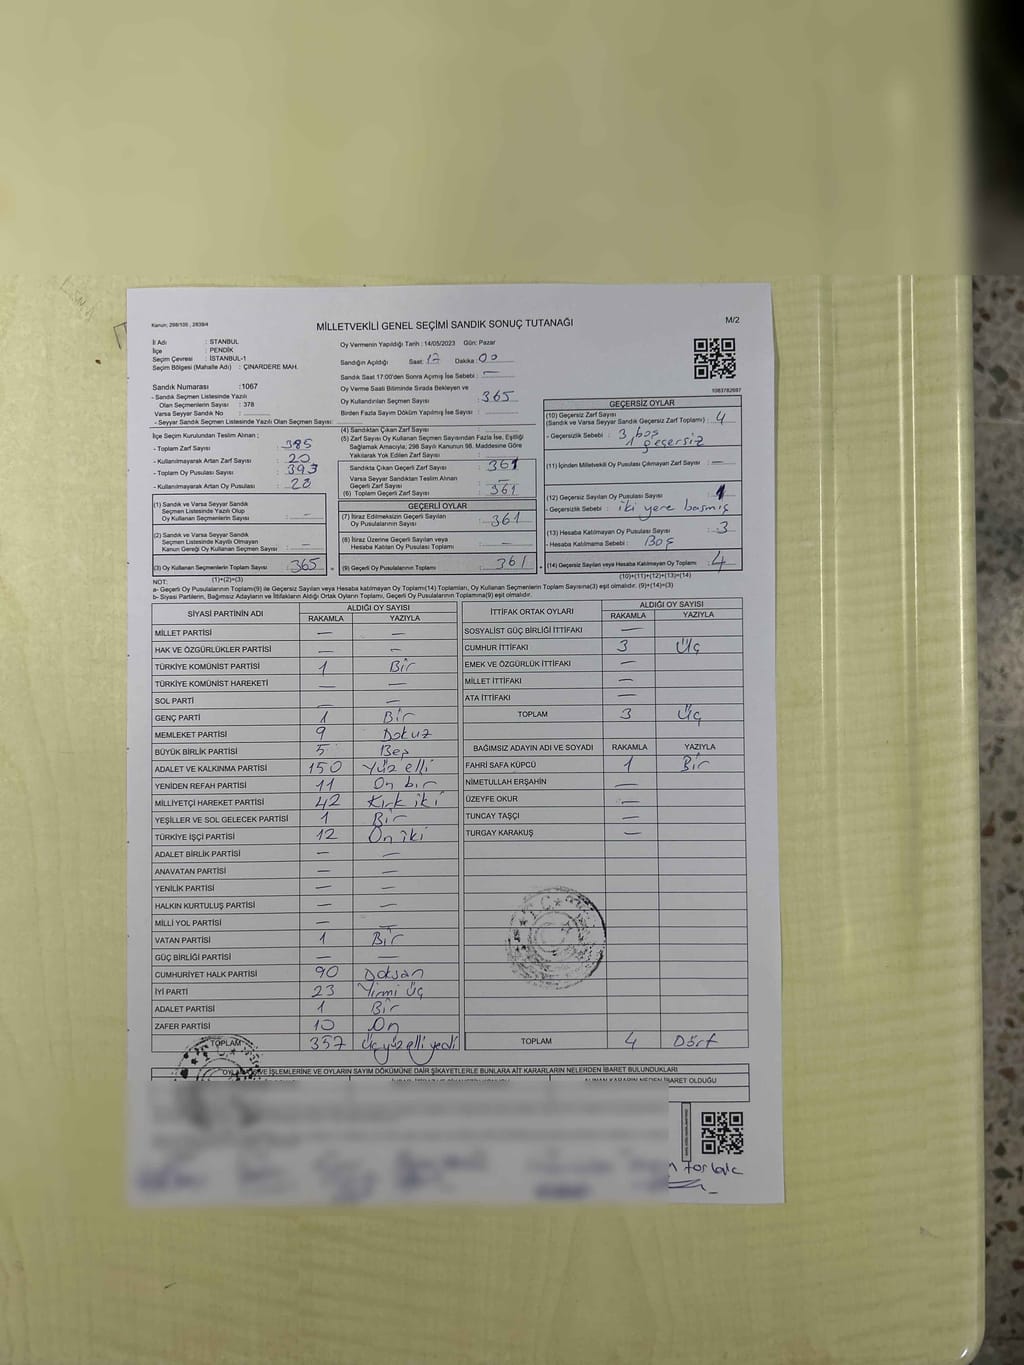 Kanun: 298/105 , 2839/4
MİLLETVEKİLİ GENEL SEÇİMİ SANDIK SONUÇ TUTANAĞI
M/2
İl Adı : STANBUL
İlçe : PENDİK
Seçim Çevresi : İSTANBUL-1
Seçim Bölgesi (Mahalle Adı) : ÇINARDERE MAH.
Sandık Numarası :1067
- Sandık Seçmen Listesinde Yazılı
Olan Seçmenlerin Sayısı : 378
Varsa Seyyar Sandık No :
- Seyyar Sandık Seçmen Listesinde Yazılı Olan Seçmen Sayısı:
Oy Vermenin Yapıldığı Tarih : 14/05/2023 Gün: Pazar
Sandığın Açıldığı Saat: 17 Dakika: 00
Sandık Saat 17:00'den Sonra Açılmış İse Sebebi : —
Oy Verme Saati Bitiminde Sırada Bekleyen ve
Oy Kullandırılan Seçmen Sayısı : 365
Birden Fazla Sayım Döküm Yapılmış İse Sayısı :
1083782697
İlçe Seçim Kurulundan Teslim Alınan ;
- Toplam Zarf Sayısı : 385
- Kullanılmayarak Artan Zarf Sayısı : 20
- Toplam Oy Pusulası Sayısı : 393
- Kullanılmayarak Artan Oy Pusulası : 28
(4) Sandıktan Çıkan Zarf Sayısı :
(5) Zarf Sayısı Oy Kullanan Seçmen Sayısından Fazla İse, Eşitliği
Sağlamak Amacıyla; 298 Sayılı Kanunun 98. Maddesine Göre
Yakılarak Yok Edilen Zarf Sayısı :
Sandıkta Çıkan Geçerli Zarf Sayısı : 361
Varsa Seyyar Sandıktan Teslim Alınan
Geçerli Zarf Sayısı : —
(6) Toplam Geçerli Zarf Sayısı : 361
GEÇERLİ OYLAR
(7) İtiraz Edilmeksizin Geçerli Sayılan
Oy Pusulalarının Sayısı : 361
(8) İtiraz Üzerine Geçerli Sayılan veya
Hesaba Katılan Oy Pusulası Toplamı : —
(9) Geçerli Oy Pusulalarının Toplamı : 361
GEÇERSİZ OYLAR
(10) Geçersiz Zarf Sayısı
(Sandık ve Varsa Seyyar Sandık Geçersiz Zarf Toplamı) : 4
- Geçersizlik Sebebi : 3 boş
1 geçersiz
(11) İçinden Milletvekili Oy Pusulası Çıkmayan Zarf Sayısı : —
(12) Geçersiz Sayılan Oy Pusulası Sayısı : 1
- Geçersizlik Sebebi : iki yere basmış
(13) Hesaba Katılmayan Oy Pusulası Sayısı : 3
- Hesaba Katılmama Sebebi : Boş
(14) Geçersiz Sayılan veya Hesaba Katılmayan Oy Toplamı : 4
(10)+(11)+(12)+(13)=(14)
(1) Sandık ve Varsa Seyyar Sandık
Seçmen Listesinde Yazılı Olup
Oy Kullanan Seçmenlerin Sayısı : —
(2) Sandık ve Varsa Seyyar Sandık
Seçmen Listesinde Kayıtlı Olmayan
Kanun Gereği Oy Kullanan Seçmen Sayısı : —
(3) Oy Kullanan Seçmenlerin Toplam Sayısı : 365
(1)+(2)=(3)
NOT:
a- Geçerli Oy Pusulalarının Toplamı(9) ile Geçersiz Sayılan veya Hesaba katılmayan Oy Toplamı(14) Toplamları, Oy Kullanan Seçmenlerin Toplam Sayısına(3) eşit olmalıdır. (9)+(14)=(3)
b- Siyasi Partilerin, Bağımsız Adayların ve İttifakların Aldığı Ortak Oyların Toplamı, Geçerli Oy Pusulalarının Toplamına(9) eşit olmalıdır.
SİYASİ PARTİNİN ADI ALDIĞI OY SAYISI
RAKAMLA YAZIYLA
MİLLET PARTİSİ — —
HAK VE ÖZGÜRLÜKLER PARTİSİ — —
TÜRKİYE KOMÜNİST PARTİSİ 1 Bir
TÜRKİYE KOMÜNİST HAREKETİ — —
SOL PARTİ — —
GENÇ PARTİ 1 Bir
MEMLEKET PARTİSİ 9 Dokuz
BÜYÜK BİRLİK PARTİSİ 5 Beş
ADALET VE KALKINMA PARTİSİ 150 Yüz elli
YENİDEN REFAH PARTİSİ 11 On bir
MİLLİYETÇİ HAREKET PARTİSİ 42 Kırk iki
YEŞİLLER VE SOL GELECEK PARTİSİ 1 Bir
TÜRKİYE İŞÇİ PARTİSİ 12 On iki
ADALET BİRLİK PARTİSİ — —
ANAVATAN PARTİSİ — —
YENİLİK PARTİSİ — —
HALKIN KURTULUŞ PARTİSİ — —
MİLLİ YOL PARTİSİ — —
VATAN PARTİSİ 1 Bir
GÜÇ BİRLİĞİ PARTİSİ — —
CUMHURİYET HALK PARTİSİ 90 Doksan
İYİ PARTİ 23 Yirmi üç
ADALET PARTİSİ 1 Bir
ZAFER PARTİSİ 10 On
TOPLAM 357 Üçyüz elli yedi
İTTİFAK ORTAK OYLARI ALDIĞI OY SAYISI
RAKAMLA YAZIYLA
SOSYALİST GÜÇ BİRLİĞİ İTTİFAKI —
CUMHUR İTTİFAKI 3 Üç
EMEK VE ÖZGÜRLÜK İTTİFAKI —
MİLLET İTTİFAKI —
ATA İTTİFAKI —
TOPLAM 3 Üç
BAĞIMSIZ ADAYIN ADI VE SOYADI RAKAMLA YAZIYLA
FAHRİ SAFA KÜPCÜ 1 Bir
NİMETULLAH ERŞAHİN —
ÜZEYFE OKUR —
TUNCAY TAŞÇI —
TURGAY KARAKUŞ —
T.C.
TOPLAM 4 Dört
VE İŞLEMLERİNE VE OYLARIN SAYIM DÖKÜMÜNE DAİR ŞİKAYETLERLE BUNLARA AİT KARARLARIN NELERDEN İBARET BULUNDUKLARI
ALINAN KARARIN NEDEN İBARET OLDUĞU